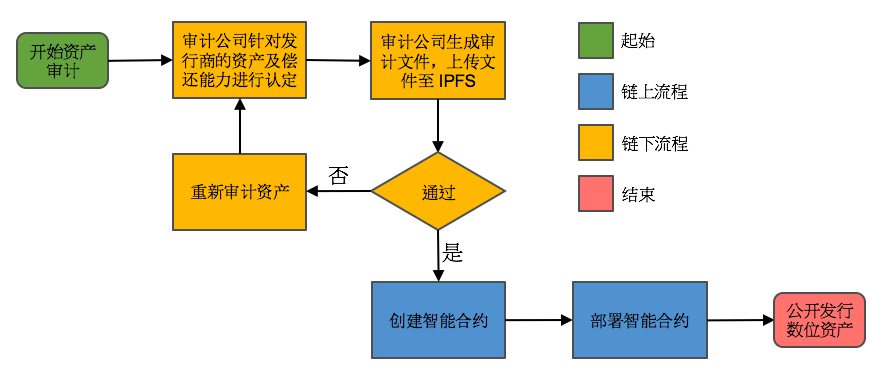 开始资产
审计
审计公司针对发
行商的资产及偿
还能力进行认定
审计公司生成审
计文件，上传文
件至 IPFS
起始
链上流程
链下流程
结束
重新审计资产
否
通过
是
创建智能合约
部署智能合约
公开发行
数位资产